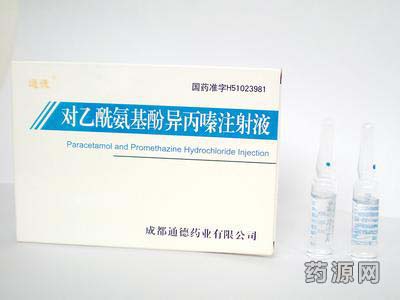 通德
国药准字H51023981
对乙酰氨基酚异丙嗪注射液
Paracetamol and Promethazine Hydrochloride Injection
成都通德药业有限公司
药源网